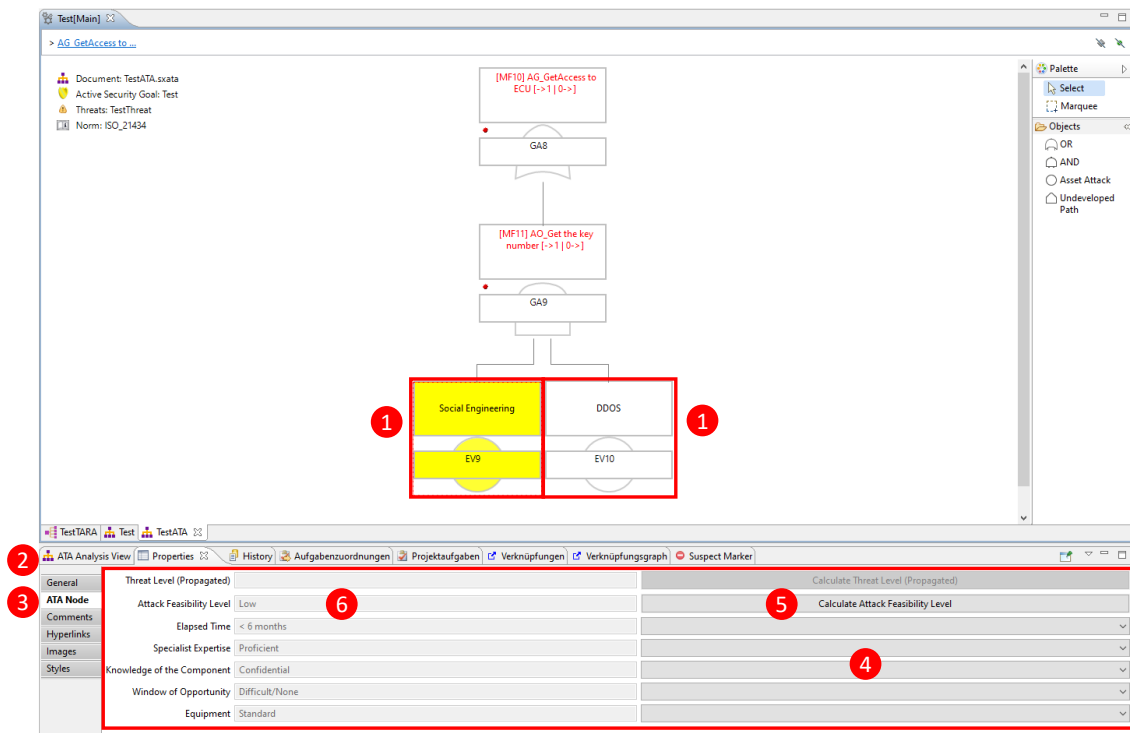 Test[Main]
> AG_GetAccess to ...
Document: TestATA.sxata
Active Security Goal: Test
Threats: TestThreat
Norm: ISO_21434
[MF10] AG_GetAccess to
ECU [->1 | 0->]
GA8
[MF11] AO_Get the key
number [->1 | 0->]
GA9
1
Social Engineering
DDOS
1
EV9
EV10
Palette
Select
Marquee
Objects
OR
AND
Asset Attack
Undeveloped
Path
TestTARA
Test
TestATA
2
ATA Analysis View
Properties
History
Aufgabenzuordnungen
Projektaufgaben
Verknüpfungen
Verknüpfungsgraph
Suspect Marker
General
3
ATA Node
Comments
Hyperlinks
Images
Styles
Threat Level (Propagated)
Calculate Threat Level (Propagated)
Attack Feasibility Level
Low
6
5
Calculate Attack Feasibility Level
Elapsed Time
< 6 months
Specialist Expertise
Proficient
4
Knowledge of the Component
Confidential
Window of Opportunity
Difficult/None
Equipment
Standard